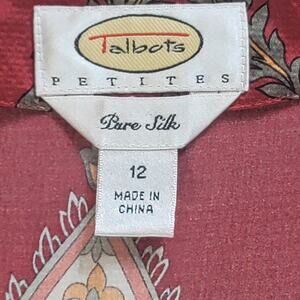 Talbots
PETITES
Pure Silk
12
MADE IN
CHINA